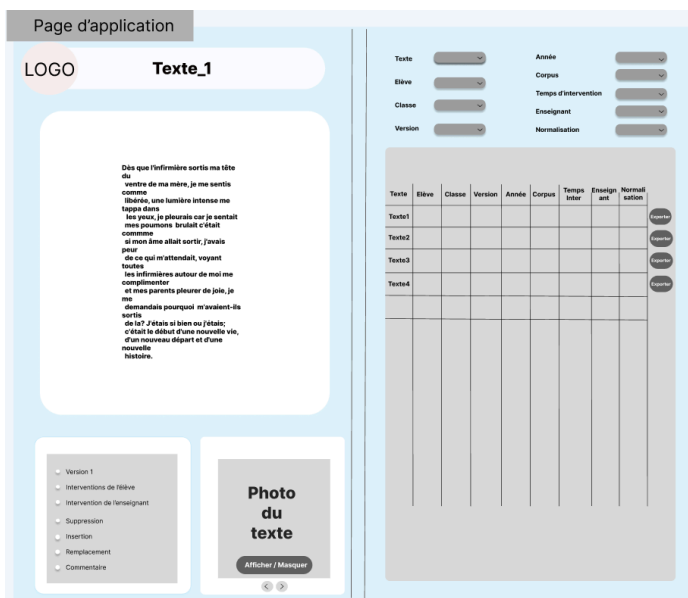 Page d'application
LOGO
Texte_1
Dès que l'infirmière sortis ma tête
du
ventre de ma mère, je me sentis
comme
libérée, une lumière intense me
tappa dans
les yeux, je pleurais car je sentait
mes poumons  brulait c'était
commme
si mon âme allait sortir, j'avais
peur
de ce qui m'attendait, voyant
toutes
les infirmières autour de moi me
complimenter
et mes parents pleurer de joie, je
me
demandais pourquoi  m'avaient-ils
sortis
de la? J'étais si bien ou j'étais;
c'était le début d'une nouvelle vie,
d'un nouveau départ et d'une
nouvelle
histoire.
Version 1
Interventions de l'élève
Intervention de l'enseignant
Suppression
Insertion
Remplacement
Commentaire
Photo
du
texte
Afficher / Masquer
Texte
Elève
Classe
Version
Année
Corpus
Temps d'intervention
Enseignant
Normalisation
Texte Elève Classe Version Année Corpus Temps Inter Enseign ant Normali sation
Texte1 Exporter
Texte2 Exporter
Texte3 Exporter
Texte4 Exporter